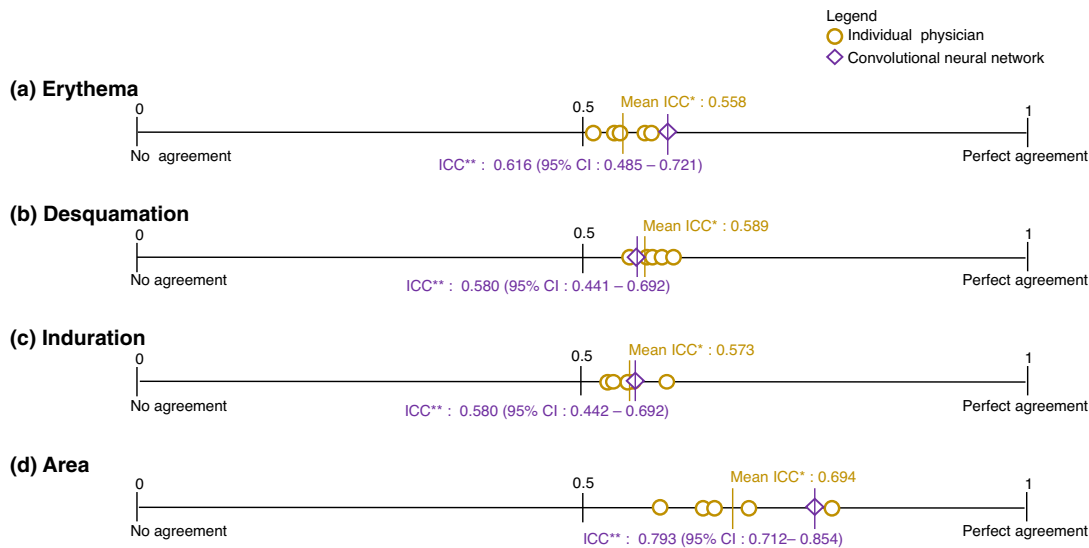 Legend
Individual physician
Convolutional neural network
(a) Erythema
0
0.5
Mean ICC* : 0.558
1
No agreement
Perfect agreement
ICC** : 0.616 (95% CI : 0.485 – 0.721)
(b) Desquamation
0
0.5
Mean ICC* : 0.589
1
No agreement
Perfect agreement
ICC** : 0.580 (95% CI : 0.441 – 0.692)
(c) Induration
0
0.5
Mean ICC* : 0.573
1
No agreement
Perfect agreement
ICC** : 0.580 (95% CI : 0.442 – 0.692)
(d) Area
0
0.5
Mean ICC* : 0.694
1
No agreement
Perfect agreement
ICC** : 0.793 (95% CI : 0.712– 0.854)